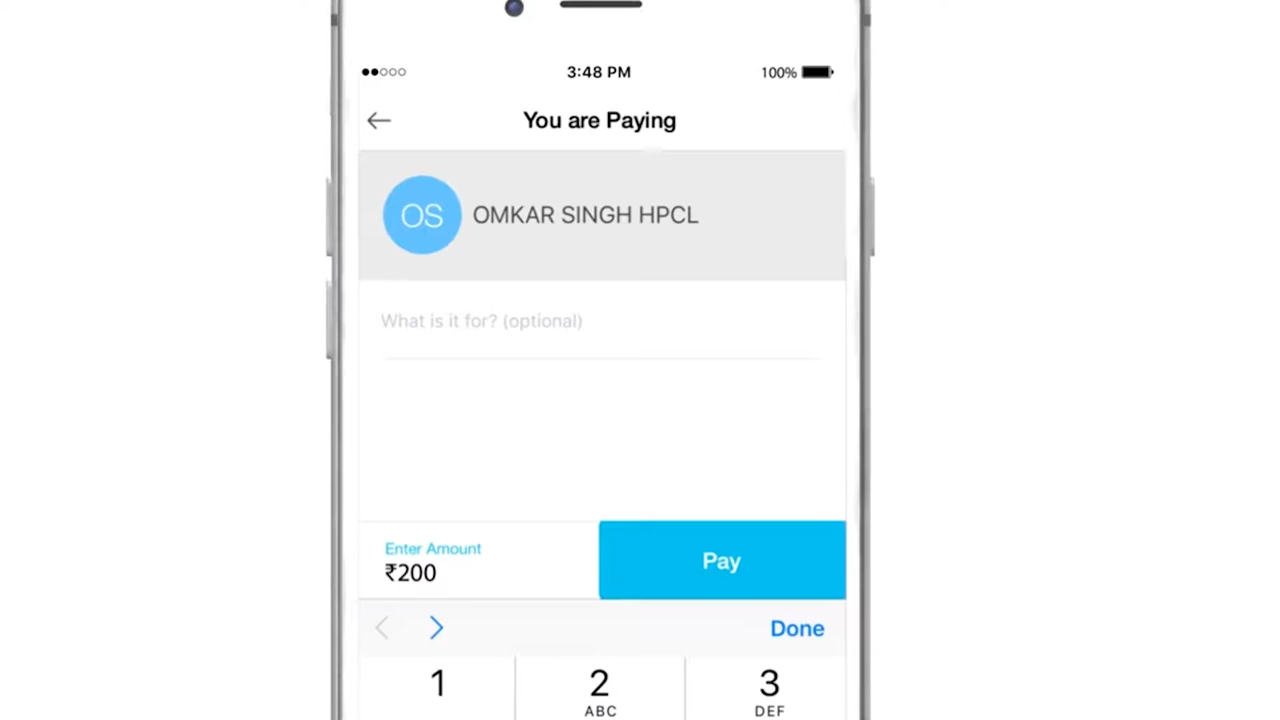 3:48 PM
100%
You are Paying
OS
OMKAR SINGH HPCL
What is it for? (optional)
Enter Amount
₹200
Pay
Done
1
2
3
ABC
DEF